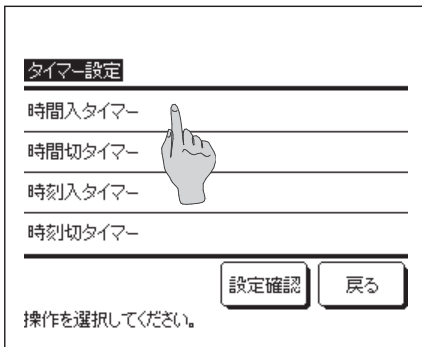 タイマー設定
時間入タイマー
時間切タイマー
時刻入タイマー
時刻切タイマー
設定確認 戻る
操作を選択してください。